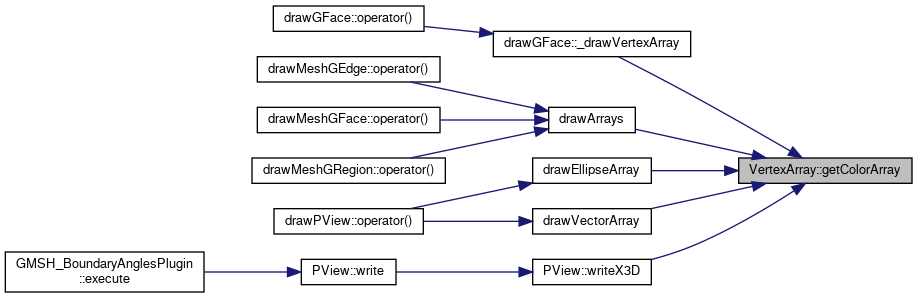 drawGFace::operator()
drawGFace::_drawVertexArray
drawMeshGEdge::operator()
drawMeshGFace::operator()
drawArrays
drawMeshGRegion::operator()
drawEllipseArray
VertexArray::getColorArray
drawPView::operator()
drawVectorArray
GMSH_BoundaryAnglesPlugin
::execute
PView::write
PView::writeX3D